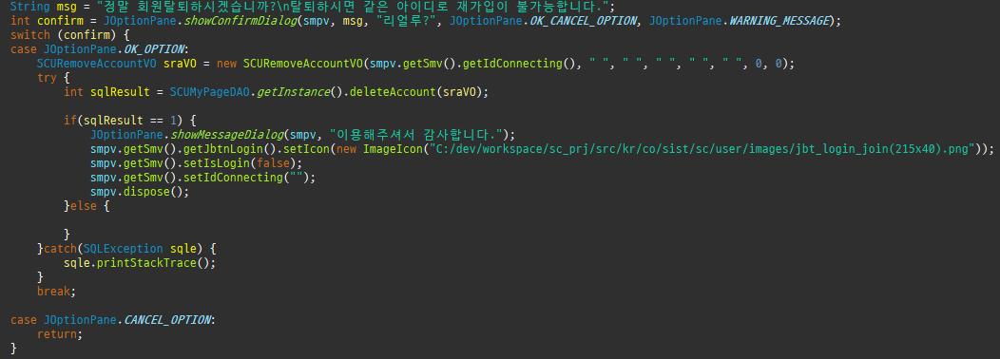 String msg = "정말 회원탈퇴하시겠습니까?\n탈퇴하시면 같은 아이디로 재가입이 불가능합니다.";
int confirm = JOptionPane.showConfirmDialog(smpv, msg, "리얼루?", JOptionPane.OK_CANCEL_OPTION, JOptionPane.WARNING_MESSAGE);
switch (confirm) {
case JOptionPane.OK_OPTION:
    SCURemoveAccountVO sraVO = new SCURemoveAccountVO(smpv.getSmv().getIdConnecting(), " ", " ", " ", " ", " ", 0, 0);
    try {
        int sqlResult = SCUMyPageDAO.getInstance().deleteAccount(sraVO);

        if(sqlResult == 1) {
            JOptionPane.showMessageDialog(smpv, "이용해주셔서 감사합니다.");
            smpv.getSmv().getJbtnLogin().setIcon(new ImageIcon("C:/dev/workspace/sc_prj/src/kr/co/sist/sc/user/images/jbt_login_join(215x40).png"));
            smpv.getSmv().setIsLogin(false);
            smpv.getSmv().setIdConnecting("");
            smpv.dispose();
        }else {

        }
    }catch(SQLException sqle) {
        sqle.printStackTrace();
    }
    break;

case JOptionPane.CANCEL_OPTION:
    return;
}